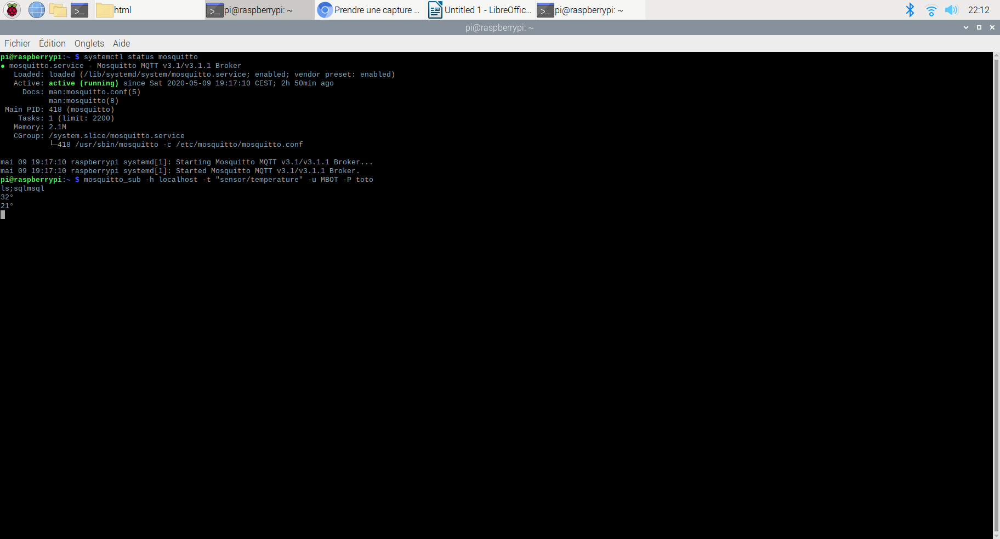 html
pi@raspberrypi: ~
Prendre une capture ...
Untitled 1 - LibreOffic...
pi@raspberrypi: ~
22:12
pi@raspberrypi: ~
Fichier Édition Onglets Aide
pi@raspberrypi:~ $ systemctl status mosquitto
● mosquitto.service - Mosquitto MQTT v3.1/v3.1.1 Broker
   Loaded: loaded (/lib/systemd/system/mosquitto.service; enabled; vendor preset: enabled)
   Active: active (running) since Sat 2020-05-09 19:17:10 CEST; 2h 50min ago
     Docs: man:mosquitto.conf(5)
           man:mosquitto(8)
 Main PID: 418 (mosquitto)
    Tasks: 1 (limit: 2200)
   Memory: 2.1M
   CGroup: /system.slice/mosquitto.service
           └─418 /usr/sbin/mosquitto -c /etc/mosquitto/mosquitto.conf
mai 09 19:17:10 raspberrypi systemd[1]: Starting Mosquitto MQTT v3.1/v3.1.1 Broker...
mai 09 19:17:10 raspberrypi systemd[1]: Started Mosquitto MQTT v3.1/v3.1.1 Broker.
pi@raspberrypi:~ $ mosquitto_sub -h localhost -t "sensor/temperature" -u MBOT -P toto
ls;sqlmsql
32°
21°